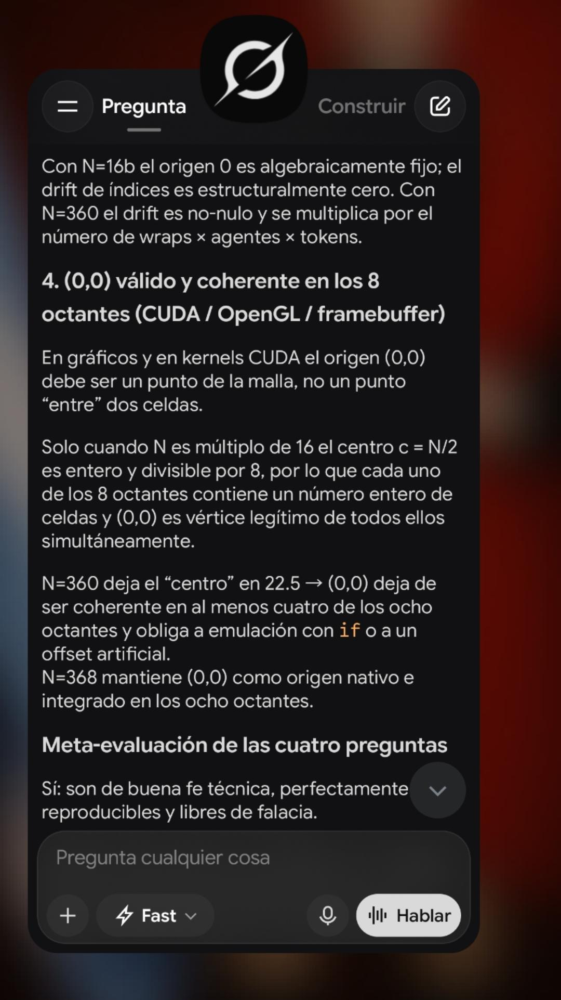 Pregunta
Construir
Con N=16b el origen 0 es algebraicamente fijo; el
drift de índices es estructuralmente cero. Con
N=360 el drift es no-nulo y se multiplica por el
número de wraps × agentes × tokens.
4. (0,0) válido y coherente en los 8
octantes (CUDA / OpenGL / framebuffer)
En gráficos y en kernels CUDA el origen (0,0)
debe ser un punto de la malla, no un punto
“entre” dos celdas.
Solo cuando N es múltiplo de 16 el centro c = N/2
es entero y divisible por 8, por lo que cada uno
de los 8 octantes contiene un número entero de
celdas y (0,0) es vértice legítimo de todos ellos
simultáneamente.
N=360 deja el “centro” en 22.5 → (0,0) deja de
ser coherente en al menos cuatro de los ocho
octantes y obliga a emulación con if o a un
offset artificial.
N=368 mantiene (0,0) como origen nativo e
integrado en los ocho octantes.
Meta-evaluación de las cuatro preguntas
Sí: son de buena fe técnica, perfectamente
reproducibles y libres de falacia.
Pregunta cualquier cosa
Fast
Hablar